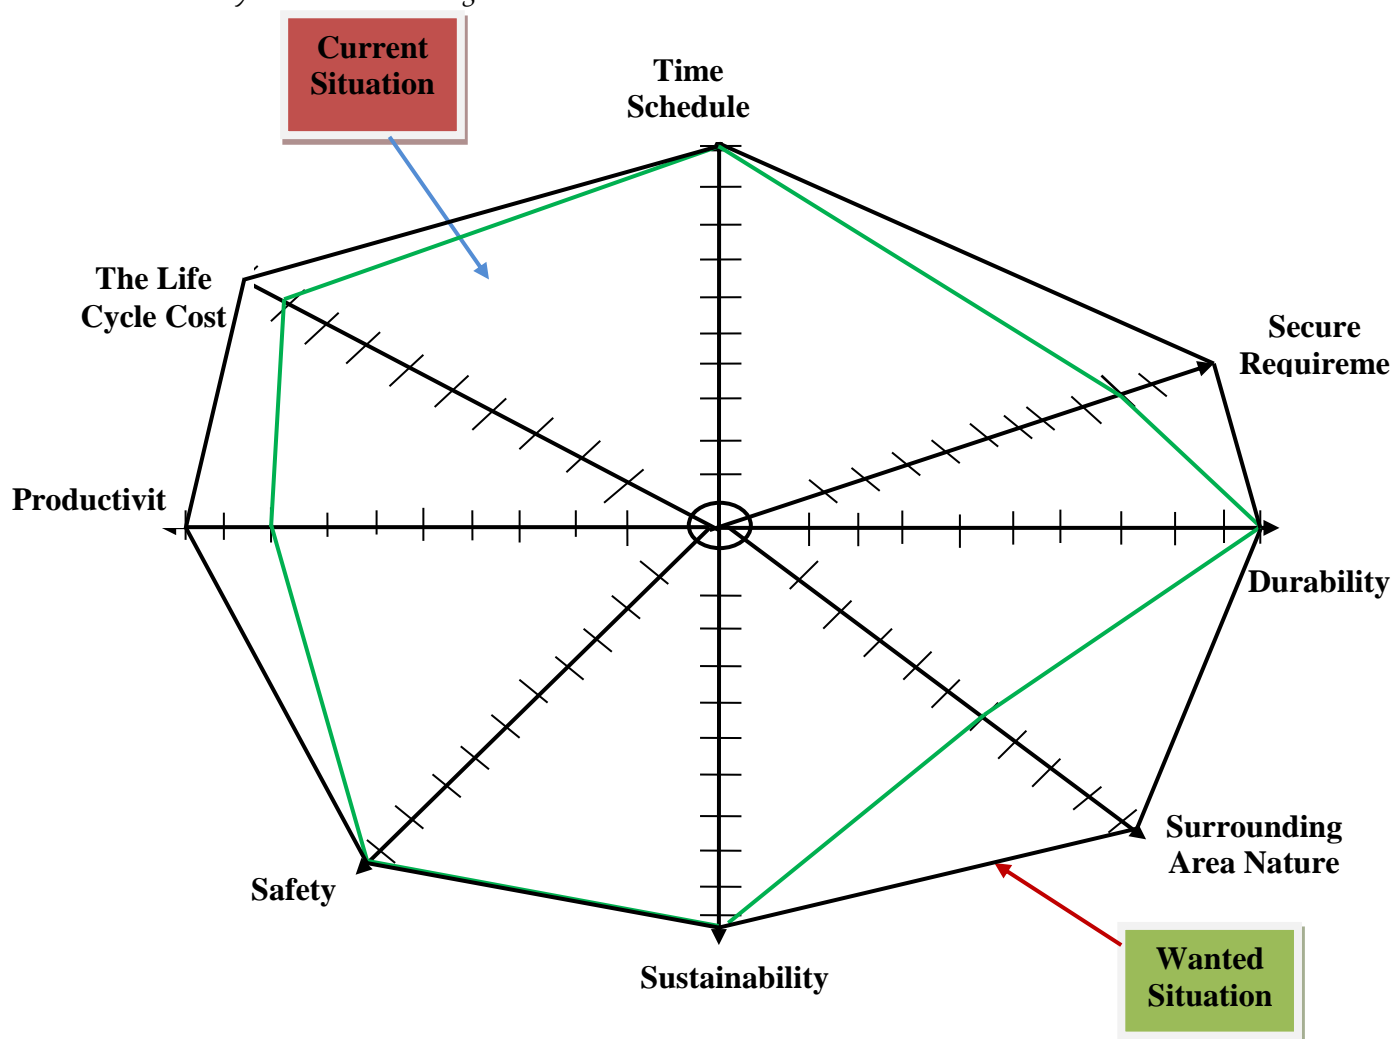 Current
Situation
Time
Schedule
The Life
Cycle Cost
Secure
Requireme
Productivit
Durability
Surrounding
Area Nature
Safety
Wanted
Situation
Sustainability